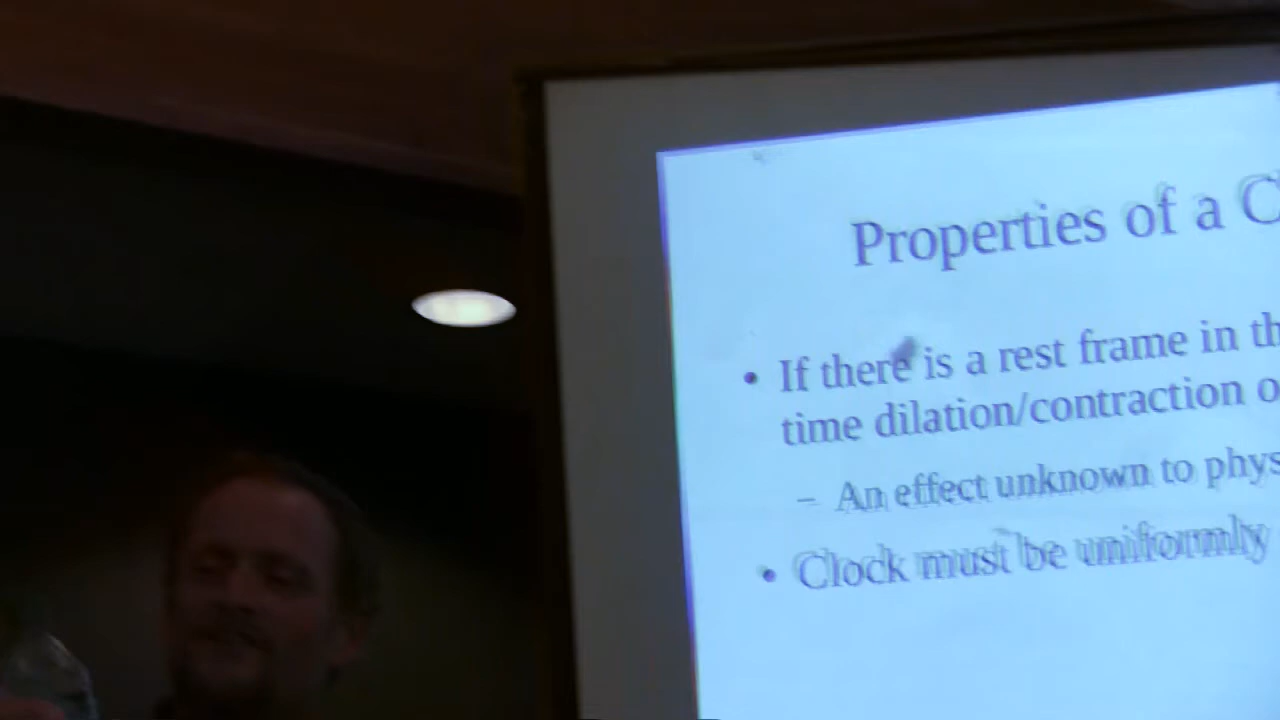 Properties of a C
• If there is a rest frame in th
time dilation/contraction o
– An effect unknown to phys
• Clock must be uniformly